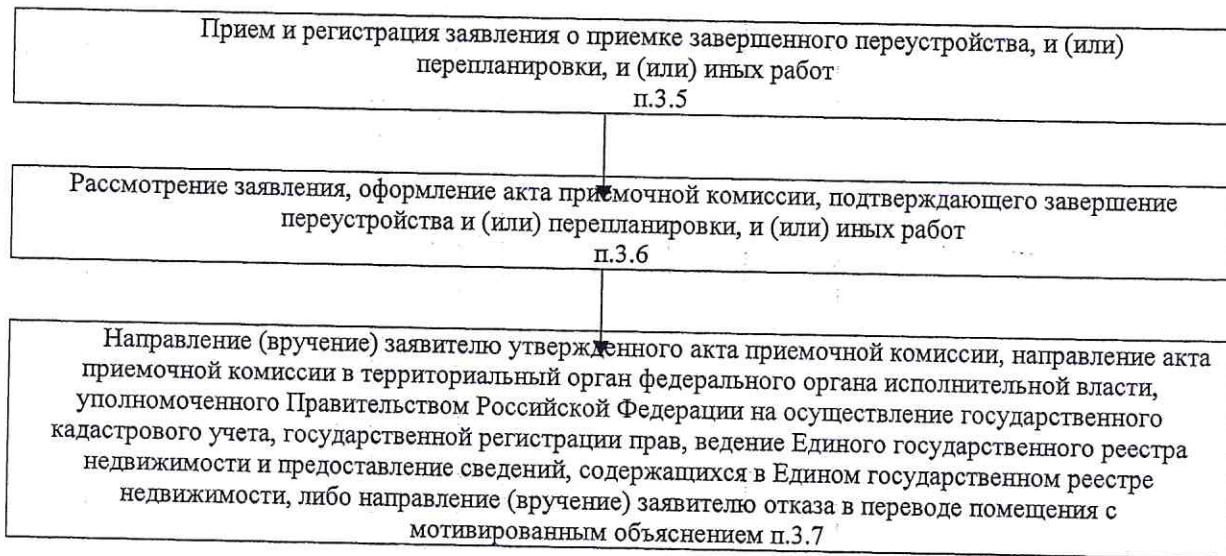 Прием и регистрация заявления о приемке завершенного переустройства, и (или)
перепланировки, и (или) иных работ
п.3.5
Рассмотрение заявления, оформление акта приемочной комиссии, подтверждающего завершение
переустройства и (или) перепланировки, и (или) иных работ
п.3.6
Направление (вручение) заявителю утвержденного акта приемочной комиссии, направление акта
приемочной комиссии в территориальный орган федерального органа исполнительной власти,
уполномоченного Правительством Российской Федерации на осуществление государственного
кадастрового учета, государственной регистрации прав, ведение Единого государственного реестра
недвижимости и предоставление сведений, содержащихся в Едином государственном реестре
недвижимости, либо направление (вручение) заявителю отказа в переводе помещения с
мотивированным объяснением п.3.7